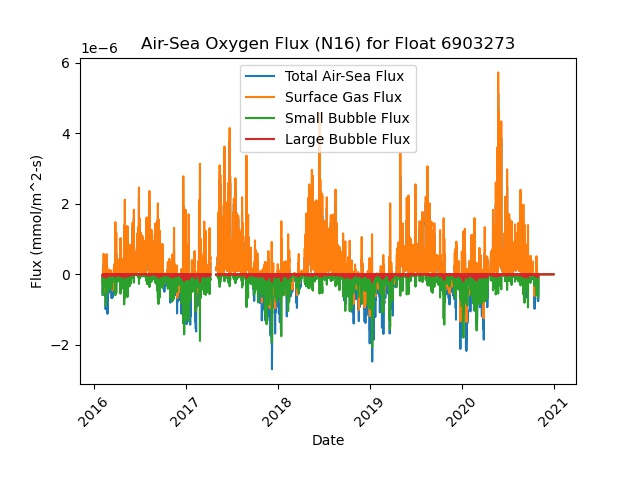 Air-Sea Oxygen Flux (N16) for Float 6903273
1e−6
Total Air-Sea Flux
Surface Gas Flux
Small Bubble Flux
Large Bubble Flux
6
4
2
0
−2
Flux (mmol/m^2-s)
2016
2017
2018
2019
2020
2021
Date